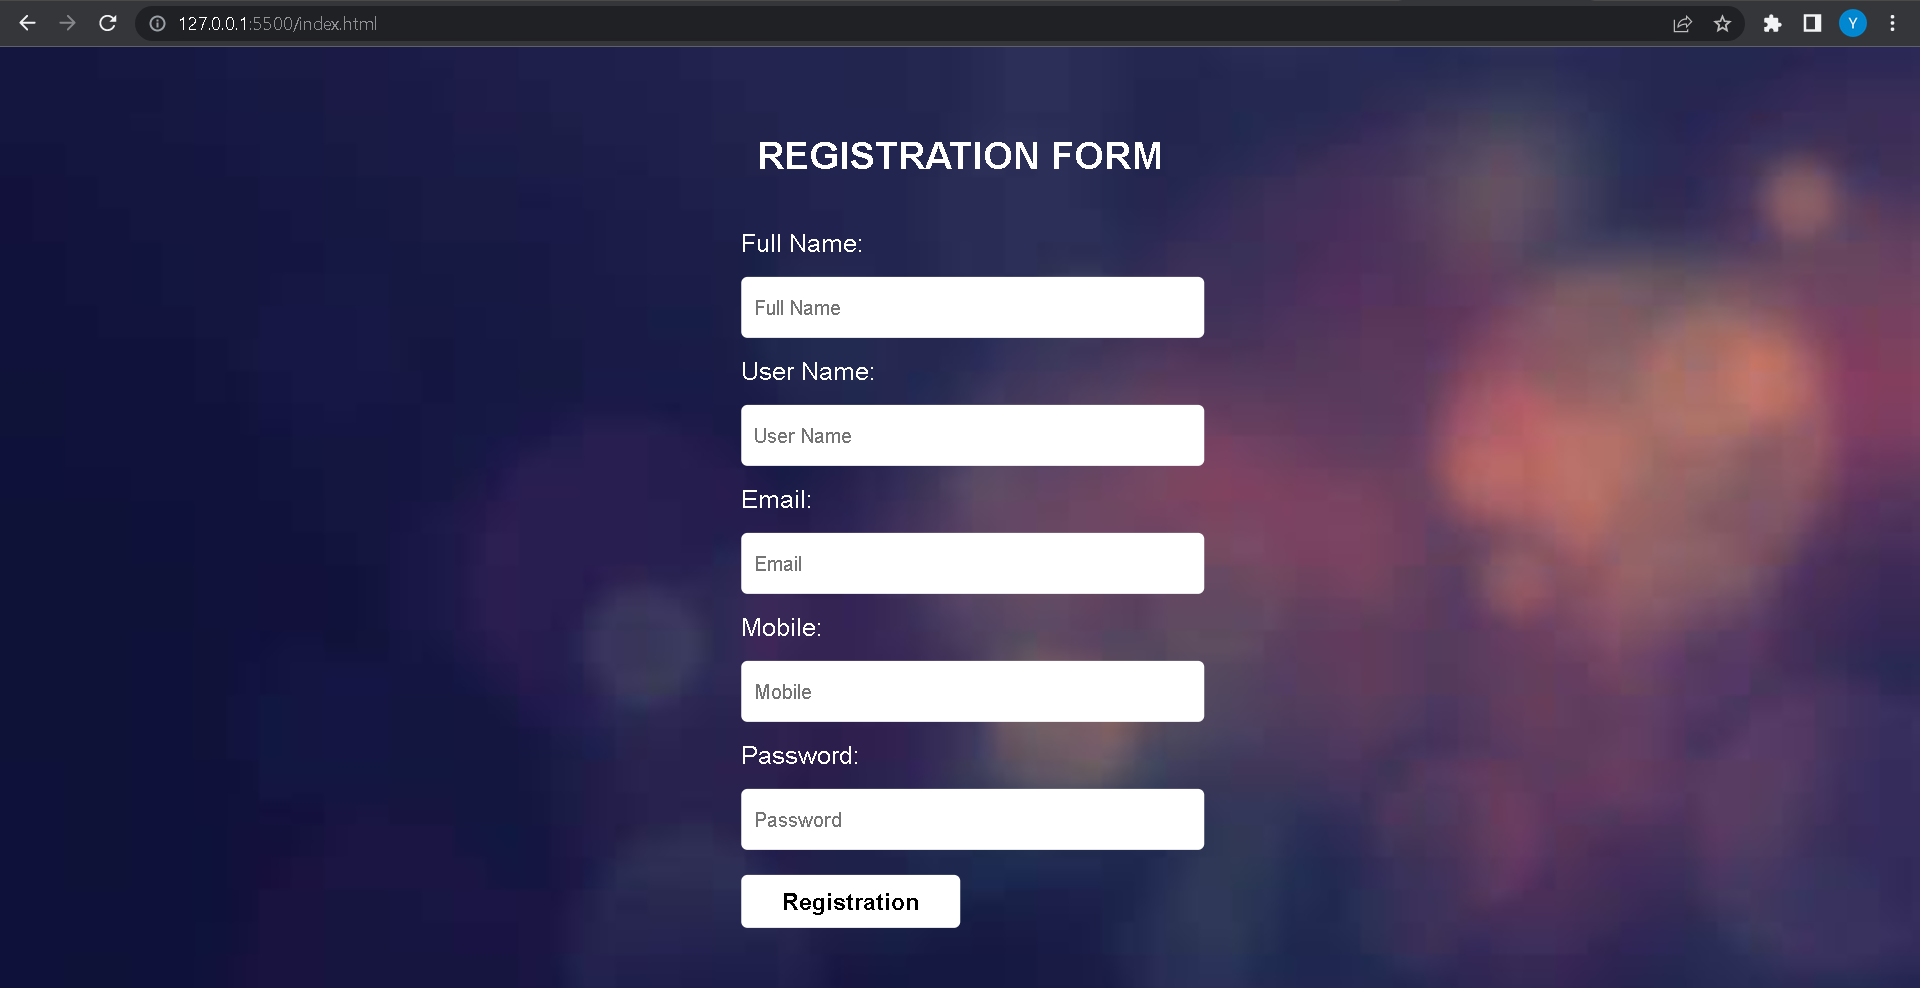 127.0.0.1:5500/index.html
Y
REGISTRATION FORM
Full Name:
Full Name
User Name:
User Name
Email:
Email
Mobile:
Mobile
Password:
Password
Registration